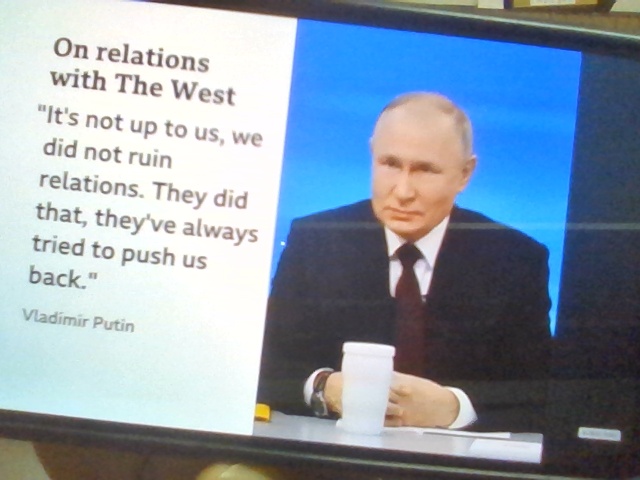 On relations
with The West
"It's not up to us, we
did not ruin
relations. They did
that, they've always
tried to push us
back."
Vladimir Putin